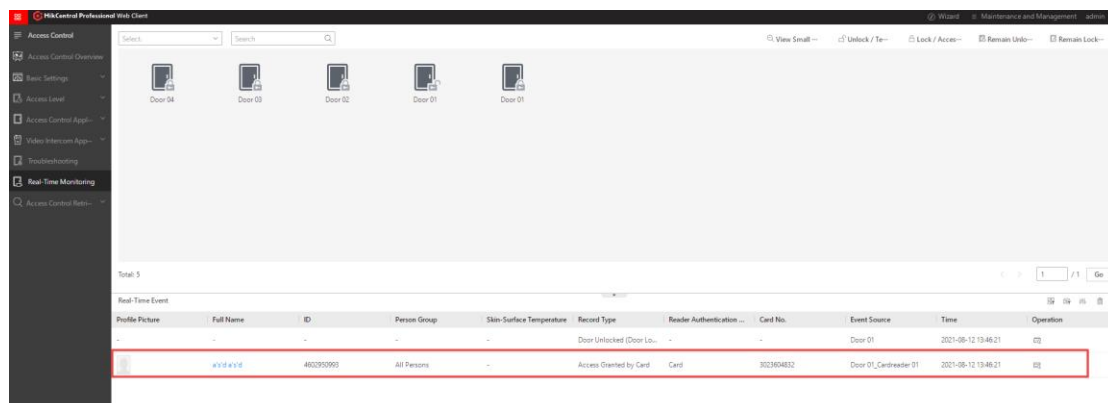 HikCentral Professional Web Client
Wizard
Maintenance and Management
admin
Access Control
Access Control Overview
Basic Settings
Access Level
Access Control Appl···
Video Intercom App···
Troubleshooting
Real-Time Monitoring
Access Control Retri···
Select
Search
View Small ···
Unlock / Te···
Lock / Acces···
Remain Unlo···
Remain Lock···
Door 04
Door 03
Door 02
Door 01
Door 01
Total: 5
1 / 1 Go
Real-Time Event
Profile Picture Full Name ID Person Group Skin-Surface Temperature Record Type Reader Authentication ... Card No. Event Source Time Operation
- - - - - Door Unlocked (Door Lo... - - Door 01 2021-08-12 13:46:21
a's'd a's'd 4602950993 All Persons - Access Granted by Card Card 3023604832 Door 01_Cardreader 01 2021-08-12 13:46:21